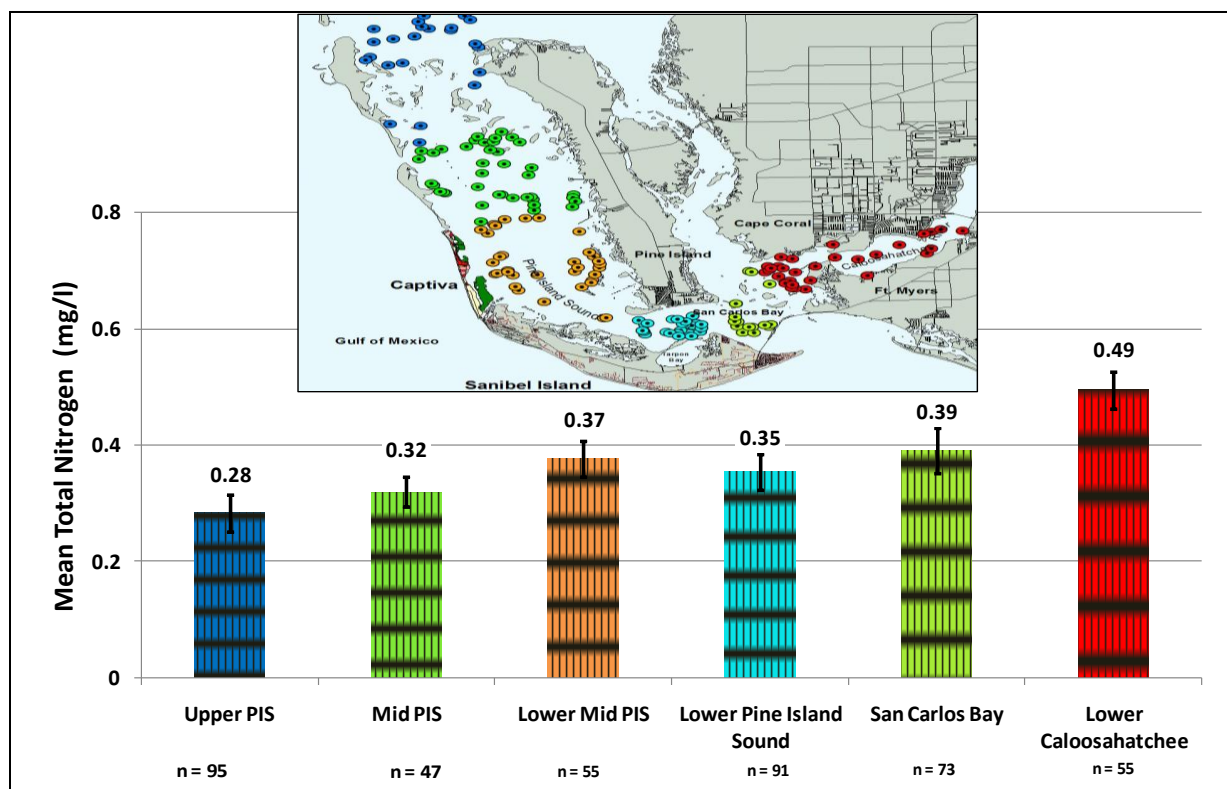 Cape Coral
Caloosahatchee
Pine Island
Ft. Myers
Captiva
Pine Island Sound
San Carlos Bay
Gulf of Mexico
Tarpon
Bay
Sanibel Island
Mean Total Nitrogen (mg/l)
0.8
0.6
0.4
0.2
0
0.28
0.32
0.37
0.35
0.39
0.49
Upper PIS
Mid PIS
Lower Mid PIS
Lower Pine Island
Sound
San Carlos Bay
Lower
Caloosahatchee
n = 95
n = 47
n = 55
n = 91
n = 73
n = 55